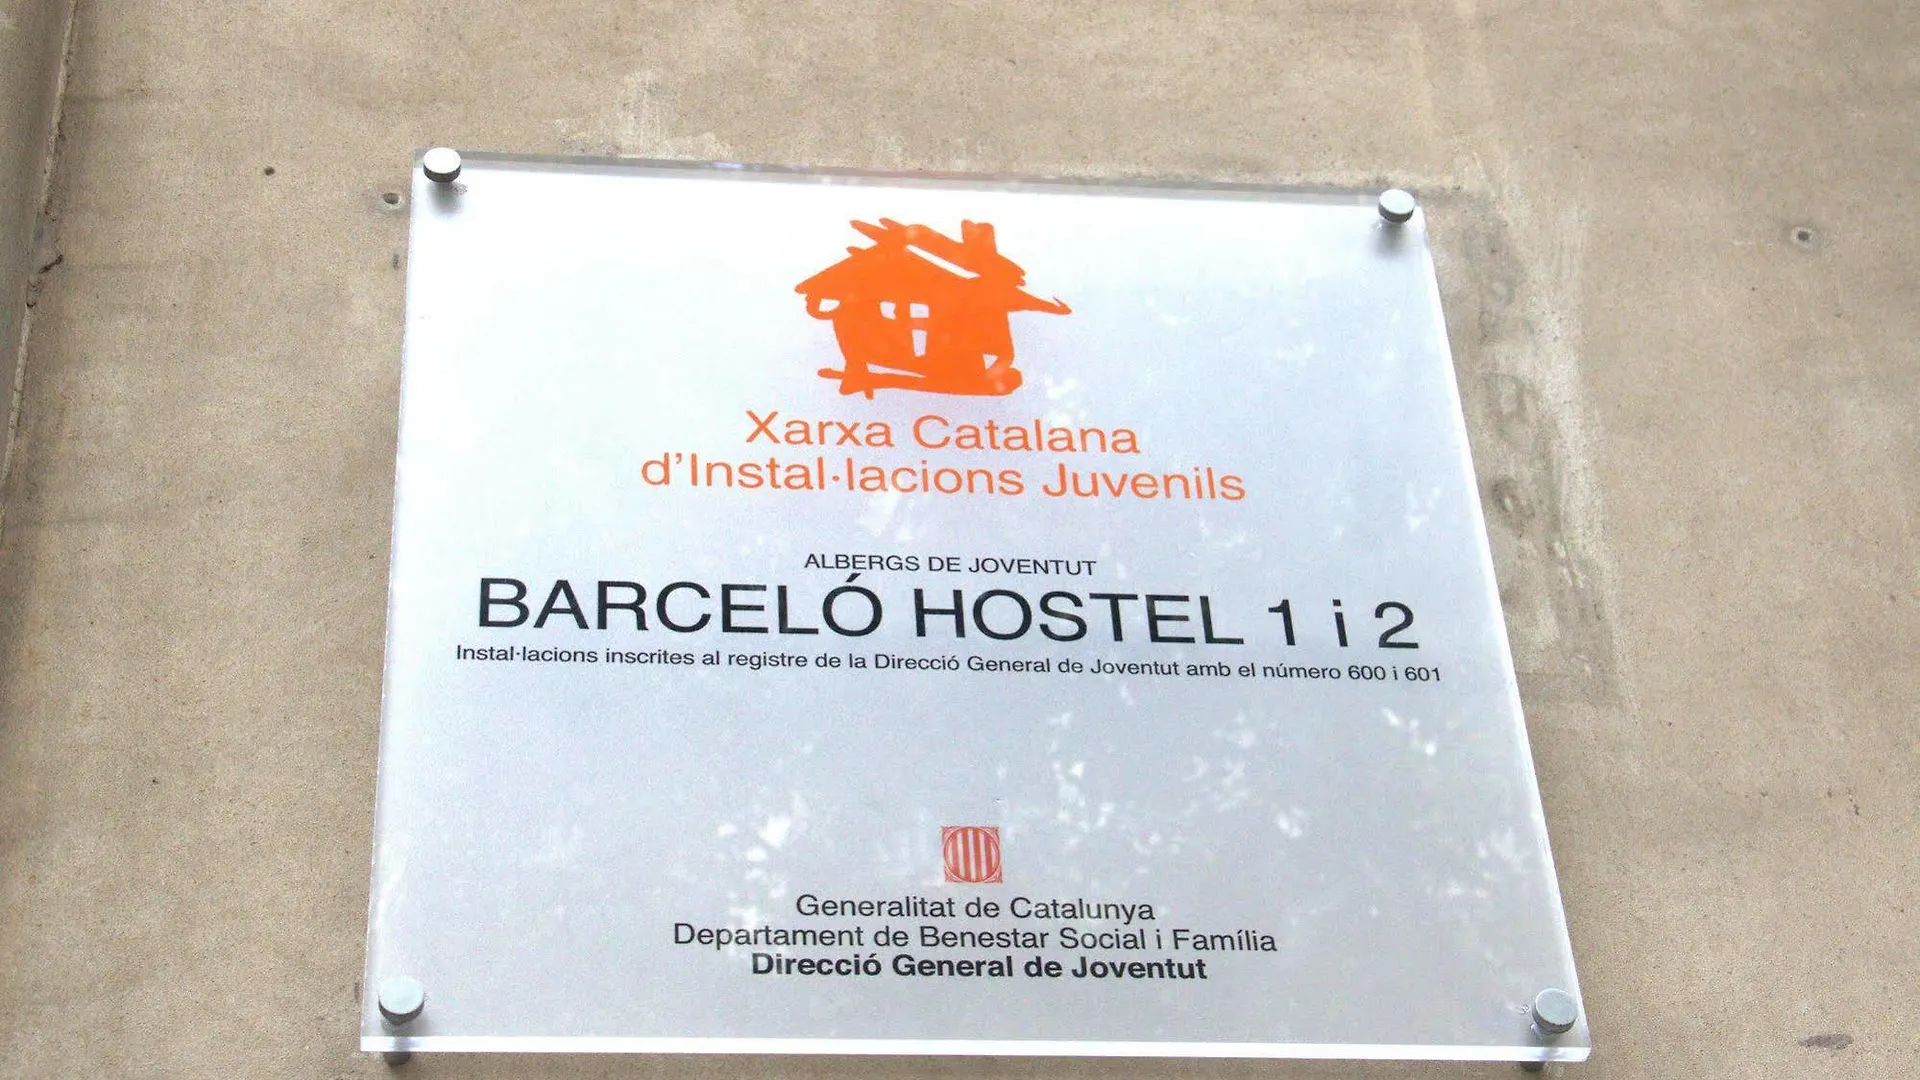 Xarxa Catalana
d'Instal·lacions Juvenils
ALBERGS DE JOVENTUT
BARCELÓ HOSTEL 1 i 2
Instal·lacions inscrites al registre de la Direcció General de Joventut amb el número 600 i 601
Generalitat de Catalunya
Departament de Benestar Social i Família
Direcció General de Joventut